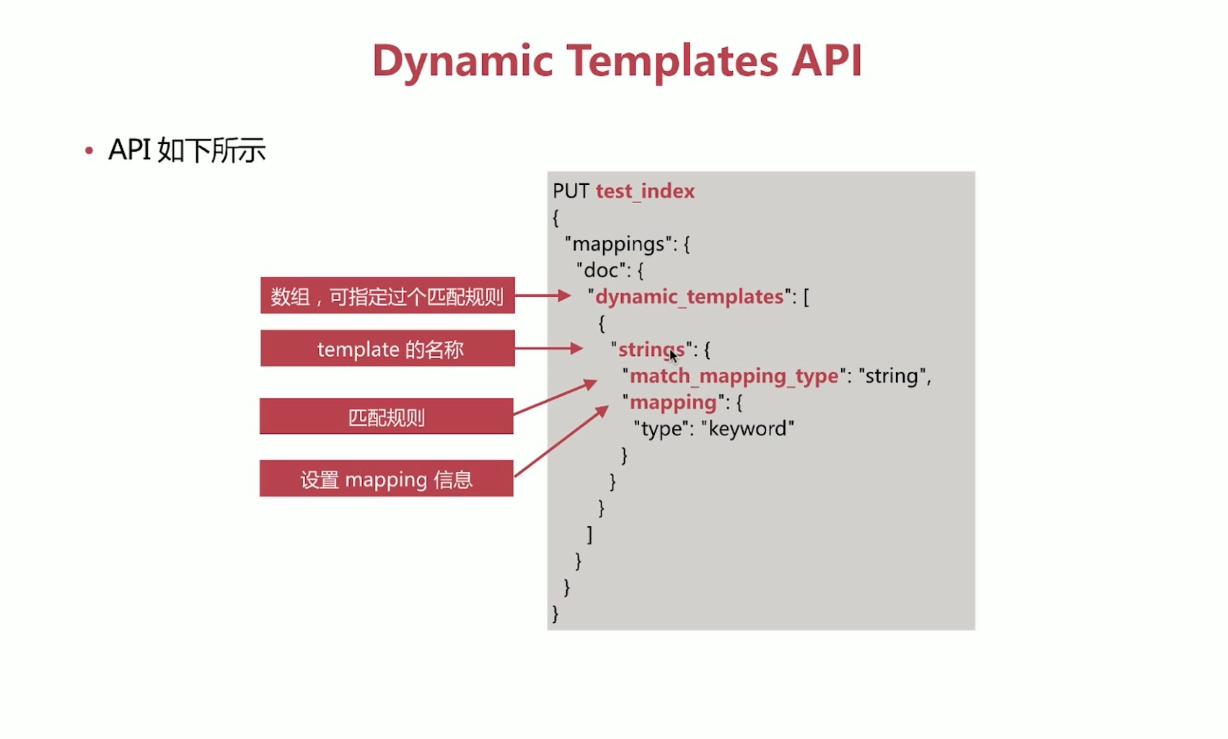 Dynamic Templates API
• API 如下所示
PUT test_index
{
"mappings": {
"doc": {
数组，可指定过个匹配规则
"dynamic_templates": [
{
template 的名称
"strings": {
"match_mapping_type": "string",
"mapping": {
匹配规则
"type": "keyword"
}
设置 mapping 信息
}
}
]
}
}
}